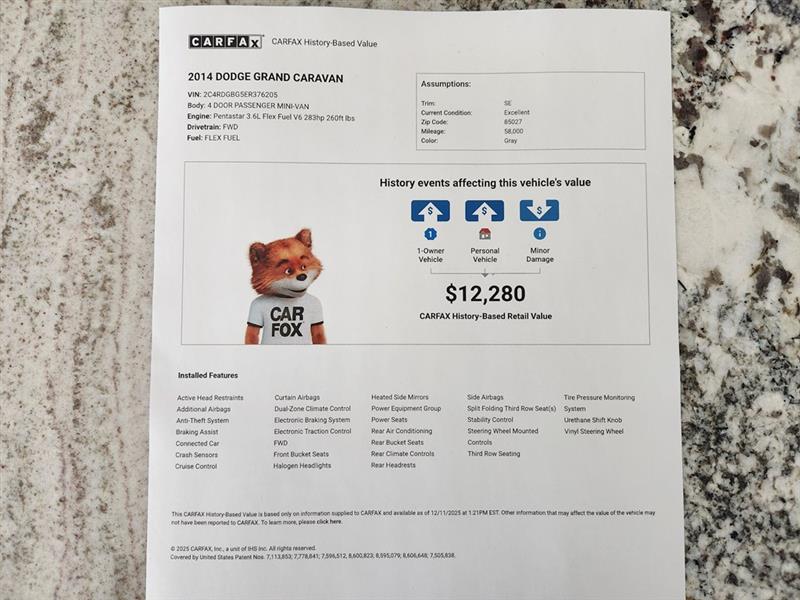 CARFAX CARFAX History-Based Value
2014 DODGE GRAND CARAVAN
VIN: 2C4RDGBG5ER376205
Body: 4 DOOR PASSENGER MINI-VAN
Engine: Pentastar 3.6L Flex Fuel V6 283hp 260ft lbs
Drivetrain: FWD
Fuel: FLEX FUEL
Assumptions:
Trim: SE
Current Condition: Excellent
Zip Code: 85027
Mileage: 58,000
Color: Gray
History events affecting this vehicle's value
$ $ $
1 i
1-Owner Personal Minor
Vehicle Vehicle Damage
$12,280
CARFAX History-Based Retail Value
CAR
FOX
Installed Features
Active Head Restraints
Additional Airbags
Anti-Theft System
Braking Assist
Connected Car
Crash Sensors
Cruise Control
Curtain Airbags
Dual-Zone Climate Control
Electronic Braking System
Electronic Traction Control
FWD
Front Bucket Seats
Halogen Headlights
Heated Side Mirrors
Power Equipment Group
Power Seats
Rear Air Conditioning
Rear Bucket Seats
Rear Climate Controls
Rear Headrests
Side Airbags
Split Folding Third Row Seat(s)
Stability Control
Steering Wheel Mounted
Controls
Third Row Seating
Tire Pressure Monitoring
System
Urethane Shift Knob
Vinyl Steering Wheel
This CARFAX History-Based Value is based only on information supplied to CARFAX and available as of 12/11/2025 at 1:21PM EST. Other information that may affect the value of the vehicle may
not have been reported to CARFAX. To learn more, please click here.
© 2025 CARFAX, Inc., a unit of IHS Inc. All rights reserved.
Covered by United States Patent Nos. 7,113,853; 7,778,841; 7,596,512, 8,600,823; 8,595,079; 8,606,648; 7,505,838.